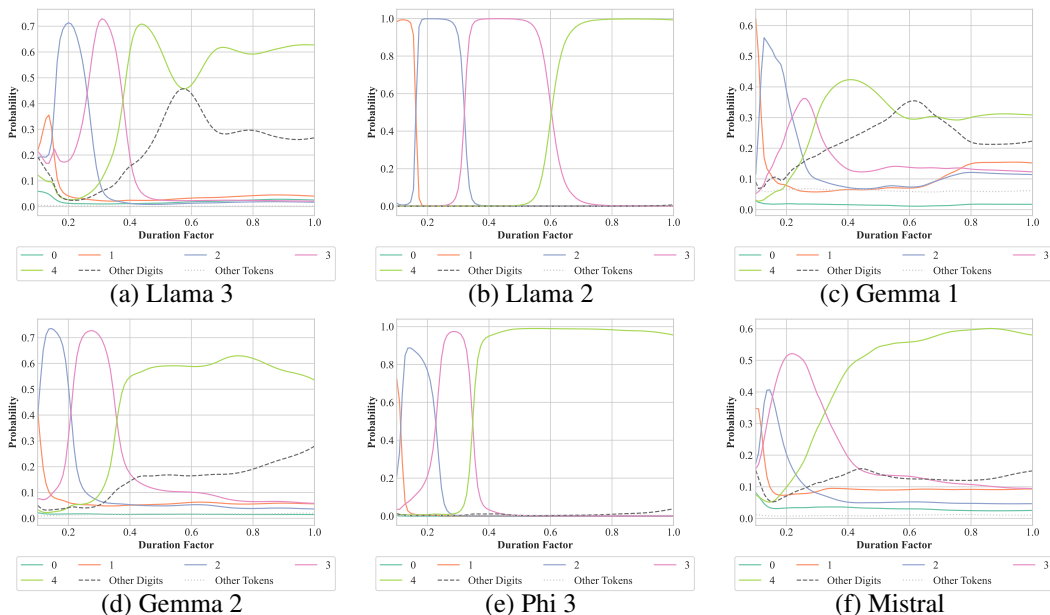 0.7
0.6
0.5
0.4
0.3
0.2
0.1
0.0
Probability
0.2 0.4 0.6 0.8 1.0
Duration Factor
0 1 2 3
4 Other Digits Other Tokens
(a) Llama 3
1.0
0.8
0.6
0.4
0.2
0.0
Probability
0.2 0.4 0.6 0.8 1.0
Duration Factor
0 1 2 3
4 Other Digits Other Tokens
(b) Llama 2
0.6
0.5
0.4
0.3
0.2
0.1
0.0
Probability
0.2 0.4 0.6 0.8 1.0
Duration Factor
0 1 2 3
4 Other Digits Other Tokens
(c) Gemma 1
0.7
0.6
0.5
0.4
0.3
0.2
0.1
0.0
Probability
0.2 0.4 0.6 0.8 1.0
Duration Factor
0 1 2 3
4 Other Digits Other Tokens
(d) Gemma 2
1.0
0.8
0.6
0.4
0.2
0.0
Probability
0.2 0.4 0.6 0.8 1.0
Duration Factor
0 1 2 3
4 Other Digits Other Tokens
(e) Phi 3
0.6
0.5
0.4
0.3
0.2
0.1
0.0
Probability
0.2 0.4 0.6 0.8 1.0
Duration Factor
0 1 2 3
4 Other Digits Other Tokens
(f) Mistral